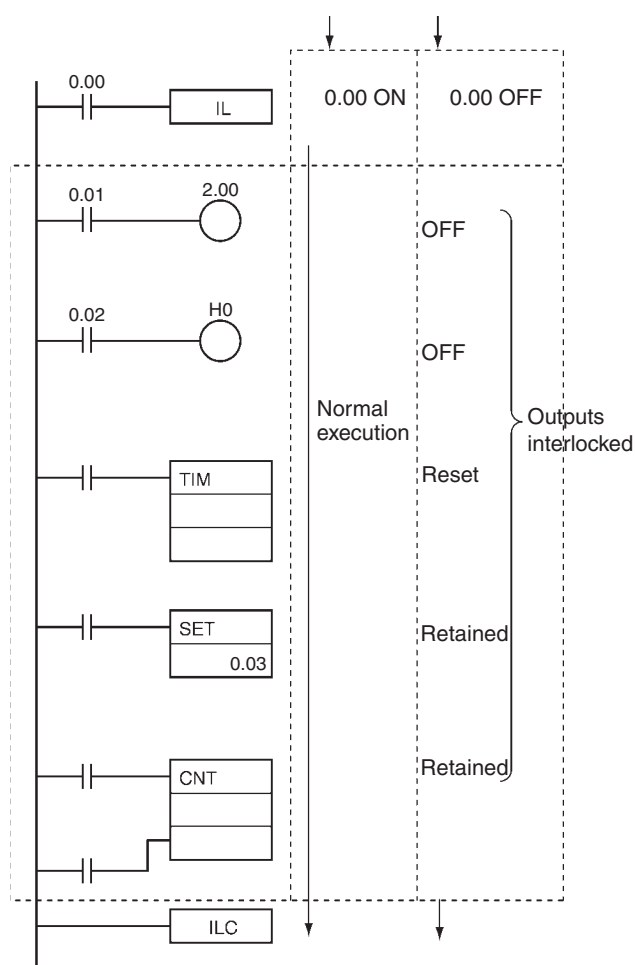 0.00
IL
0.00 ON
0.00 OFF
0.01
2.00
OFF
0.02
H0
OFF
Normal
execution
Outputs
interlocked
TIM
Reset
SET
0.03
Retained
CNT
Retained
ILC